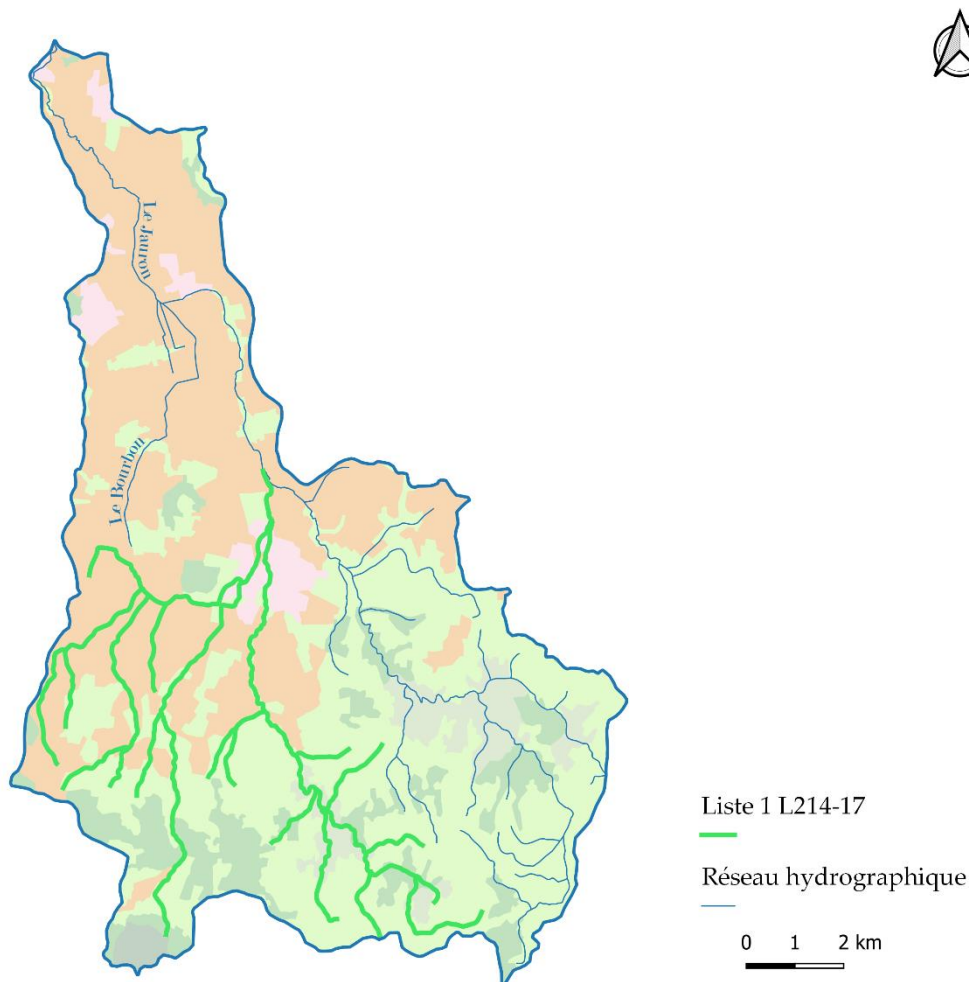 Le Jauron
Le Bourbon
Liste 1 L214-17
Réseau hydrographique
0 1 2 km